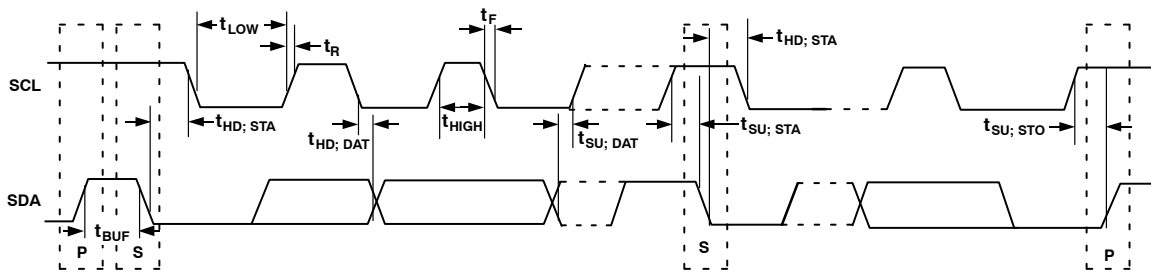 tLOW
tF
tR
tHD; STA
SCL
tHD; STA
tHD; DAT
tHIGH
tSU; DAT
tSU; STA
tSU; STO
SDA
tBUF
P
S
S
P